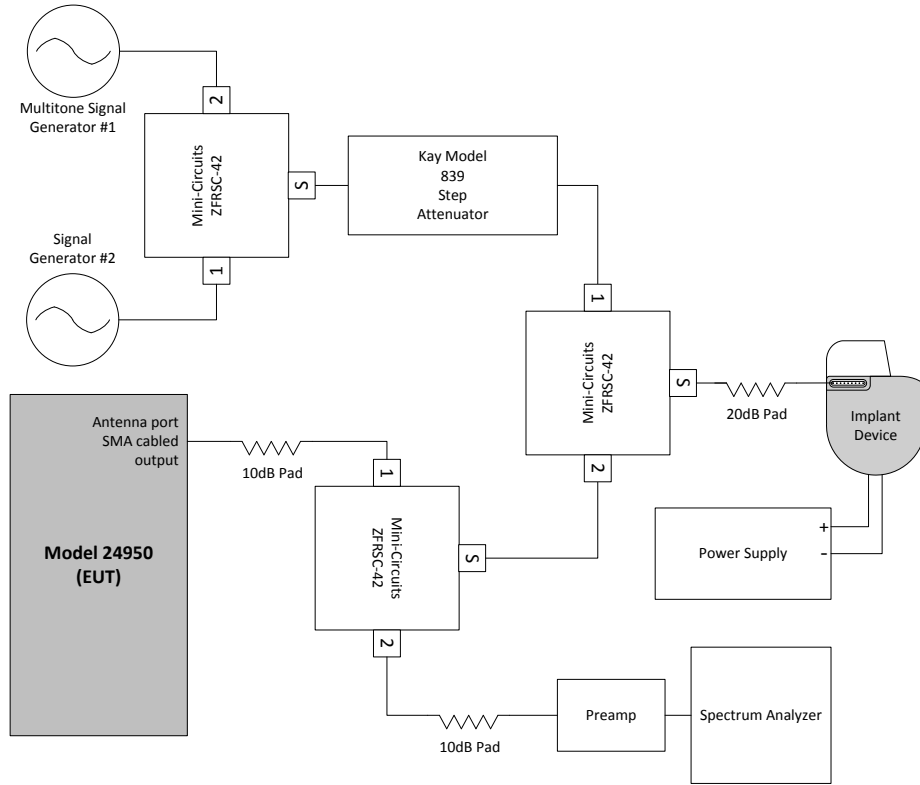 Multitone Signal
Generator #1
2
Mini-Circuits
ZFRSC-42
S
1
Kay Model
839
Step
Attenuator
Signal
Generator #2
1
Mini-Circuits
ZFRSC-42
S
2
20dB Pad
Implant
Device
Antenna port
SMA cabled
output
10dB Pad
Model 24950
(EUT)
1
Mini-Circuits
ZFRSC-42
S
2
Power Supply
+
-
10dB Pad
Preamp
Spectrum Analyzer